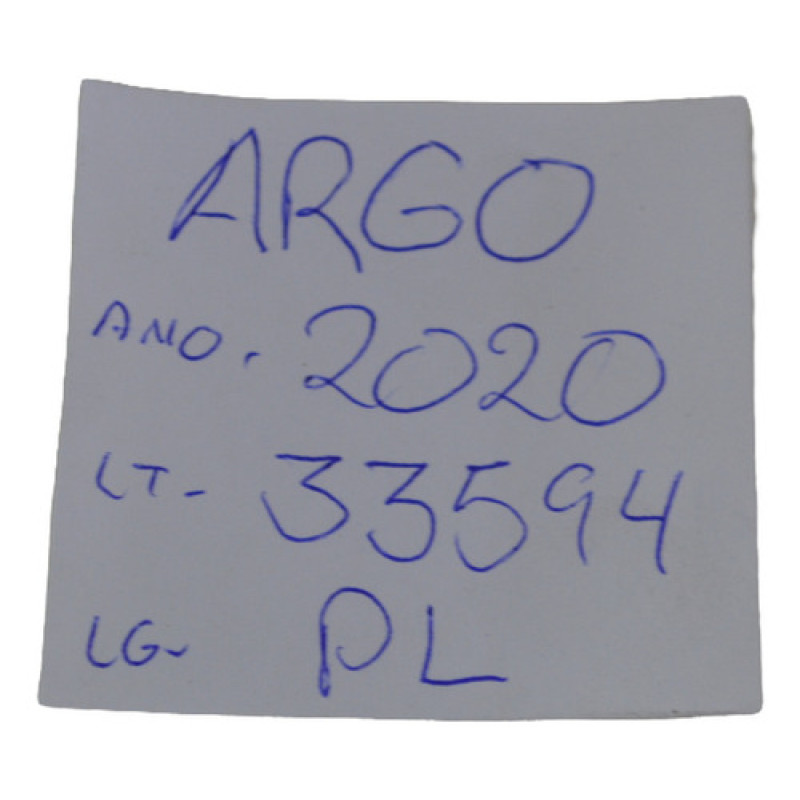 ARGO
ANO. 2020
LT- 33594
LG- PL